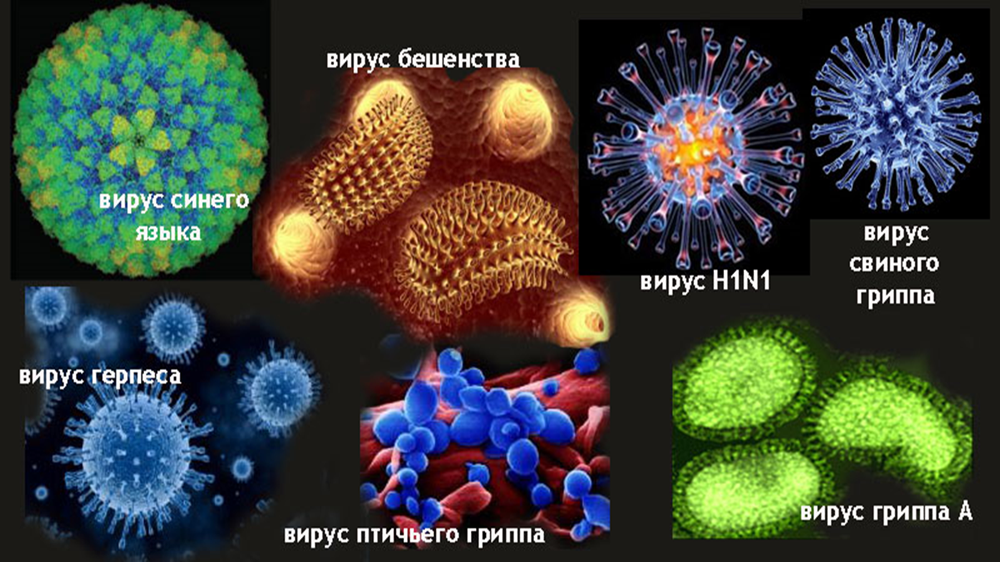 вирус синего
языка
вирус бешенства
вирус H1N1
вирус
свиного
гриппа
вирус герпеса
вирус птичьего гриппа
вирус гриппа А